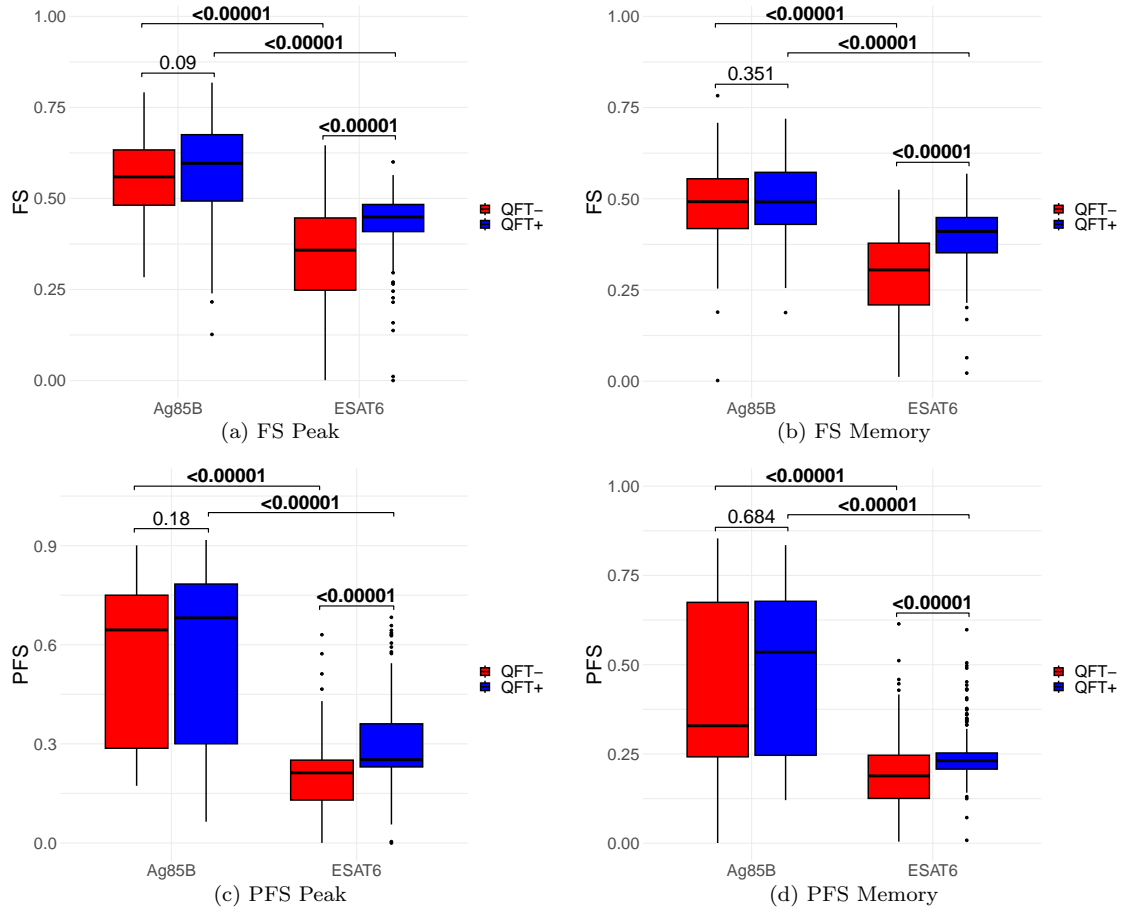 1.00
0.75
0.50
0.25
0.00
FS
<0.00001
<0.00001
0.09
<0.00001
Ag85B
ESAT6
QFT−
QFT+
(a) FS Peak
1.00
0.75
0.50
0.25
0.00
FS
<0.00001
<0.00001
0.351
<0.00001
Ag85B
ESAT6
QFT−
QFT+
(b) FS Memory
0.9
0.6
0.3
0.0
PFS
<0.00001
<0.00001
0.18
<0.00001
Ag85B
ESAT6
QFT−
QFT+
(c) PFS Peak
1.00
0.75
0.50
0.25
0.00
PFS
<0.00001
<0.00001
0.684
<0.00001
Ag85B
ESAT6
QFT−
QFT+
(d) PFS Memory